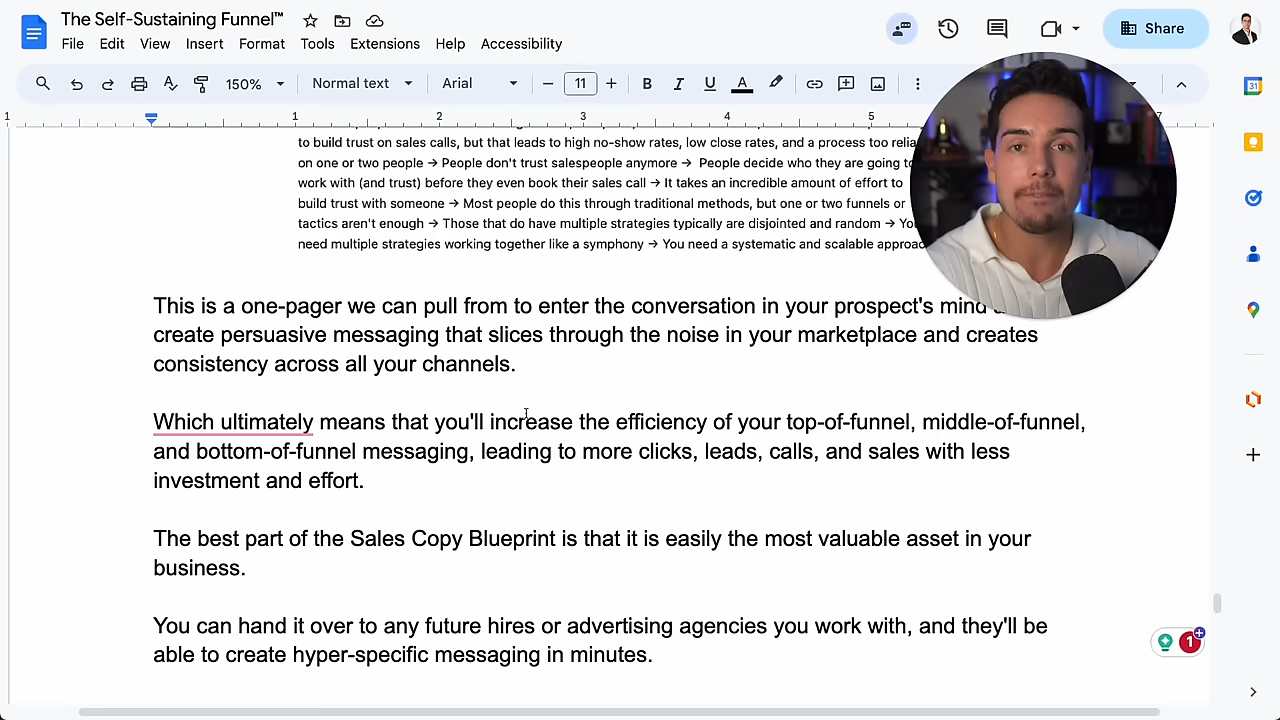 The Self-Sustaining Funnel™
File Edit View Insert Format Tools Extensions Help Accessibility
Share
150% Normal text Arial 11 B I U A
1 1 2 3 4 5 7
to build trust on sales calls, but that leads to high no-show rates, low close rates, and a process too
on one or two people → People don't trust salespeople anymore → People decide who they are going to
work with (and trust) before they even book their sales call → It takes an incredible amount of effort to
build trust with someone → Most people do this through traditional methods, but one or two funnels or
tactics aren't enough → Those that do have multiple strategies typically are disjointed and random →
need multiple strategies working together like a symphony → You need a systematic and scalable
This is a one-pager we can pull from to enter the conversation in your prospect's mind
create persuasive messaging that slices through the noise in your marketplace and creates
consistency across all your channels.
Which ultimately means that you'll increase the efficiency of your top-of-funnel, middle-of-funnel,
and bottom-of-funnel messaging, leading to more clicks, leads, calls, and sales with less
investment and effort.
The best part of the Sales Copy Blueprint is that it is easily the most valuable asset in your
business.
You can hand it over to any future hires or advertising agencies you work with, and they'll be
able to create hyper-specific messaging in minutes.
31
1